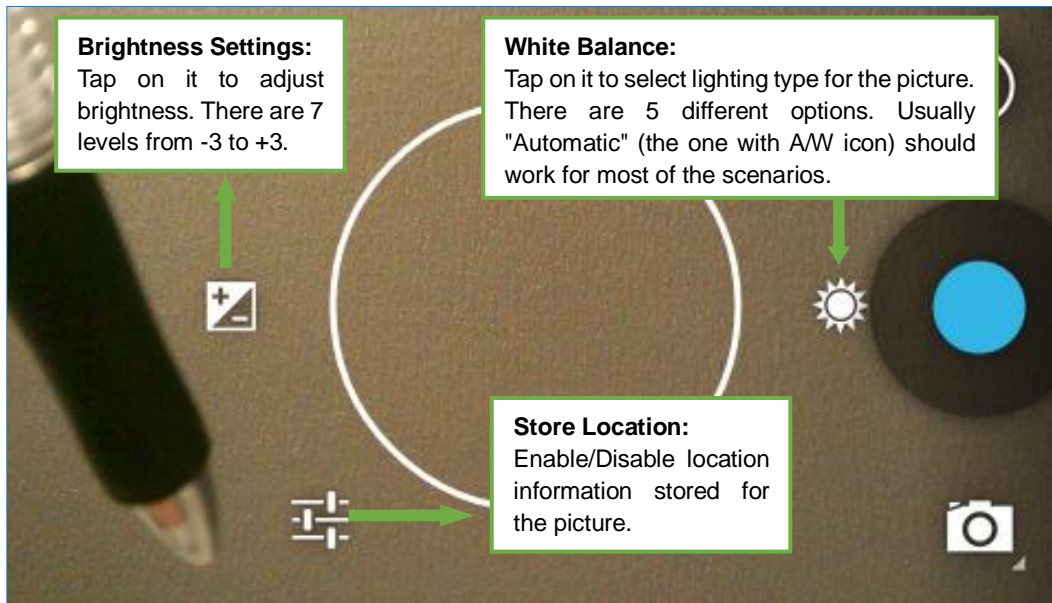 Brightness Settings:
Tap on it to adjust
brightness. There are 7
levels from -3 to +3.
White Balance:
Tap on it to select lighting type for the picture.
There are 5 different options. Usually
"Automatic" (the one with A/W icon) should
work for most of the scenarios.
Store Location:
Enable/Disable location
information stored for
the picture.